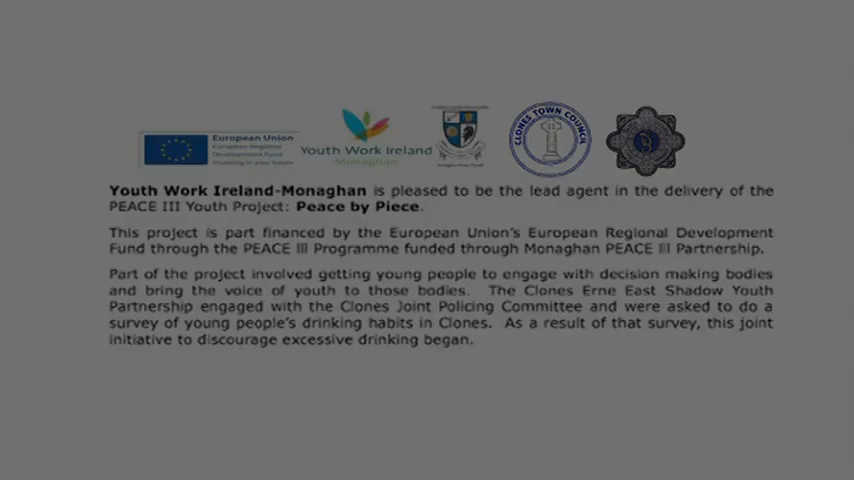 European Union
European Regional
Development Fund
Investing in your future
Youth Work Ireland
Monaghan
CLONES TOWN COUNCIL
Youth Work Ireland-Monaghan is pleased to be the lead agent in the delivery of the
PEACE III Youth Project: Peace by Piece.
This project is part financed by the European Union's European Regional Development
Fund through the PEACE III Programme funded through Monaghan PEACE III Partnership.
Part of the project involved getting young people to engage with decision making bodies
and bring the voice of youth to those bodies. The Clones Erne East Shadow Youth
Partnership engaged with the Clones Joint Policing Committee and were asked to do a
survey of young people's drinking habits in Clones. As a result of that survey, this joint
initiative to discourage excessive drinking began.